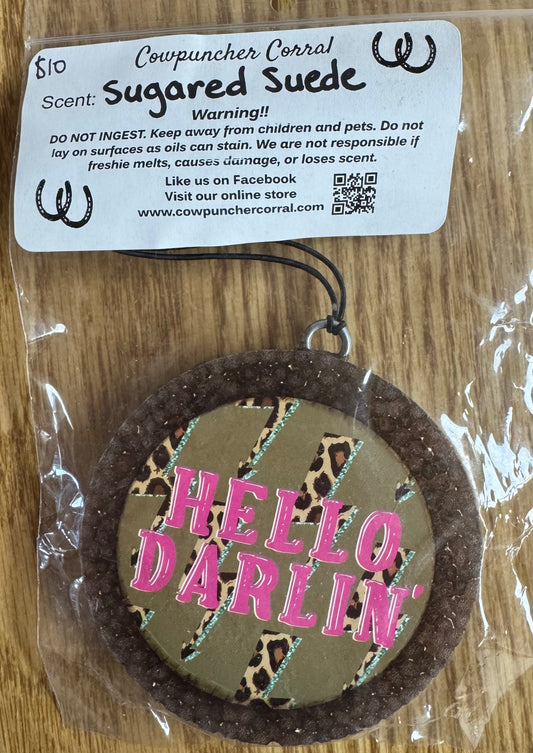 $10
Cowpuncher Corral
Scent: Sugared Suede
Warning!!
DO NOT INGEST. Keep away from children and pets. Do not
lay on surfaces as oils can stain. We are not responsible if
freshie melts, causes damage, or loses scent.
Like us on Facebook
Visit our online store
www.cowpunchercorral.com
HELLO
DARLIN'